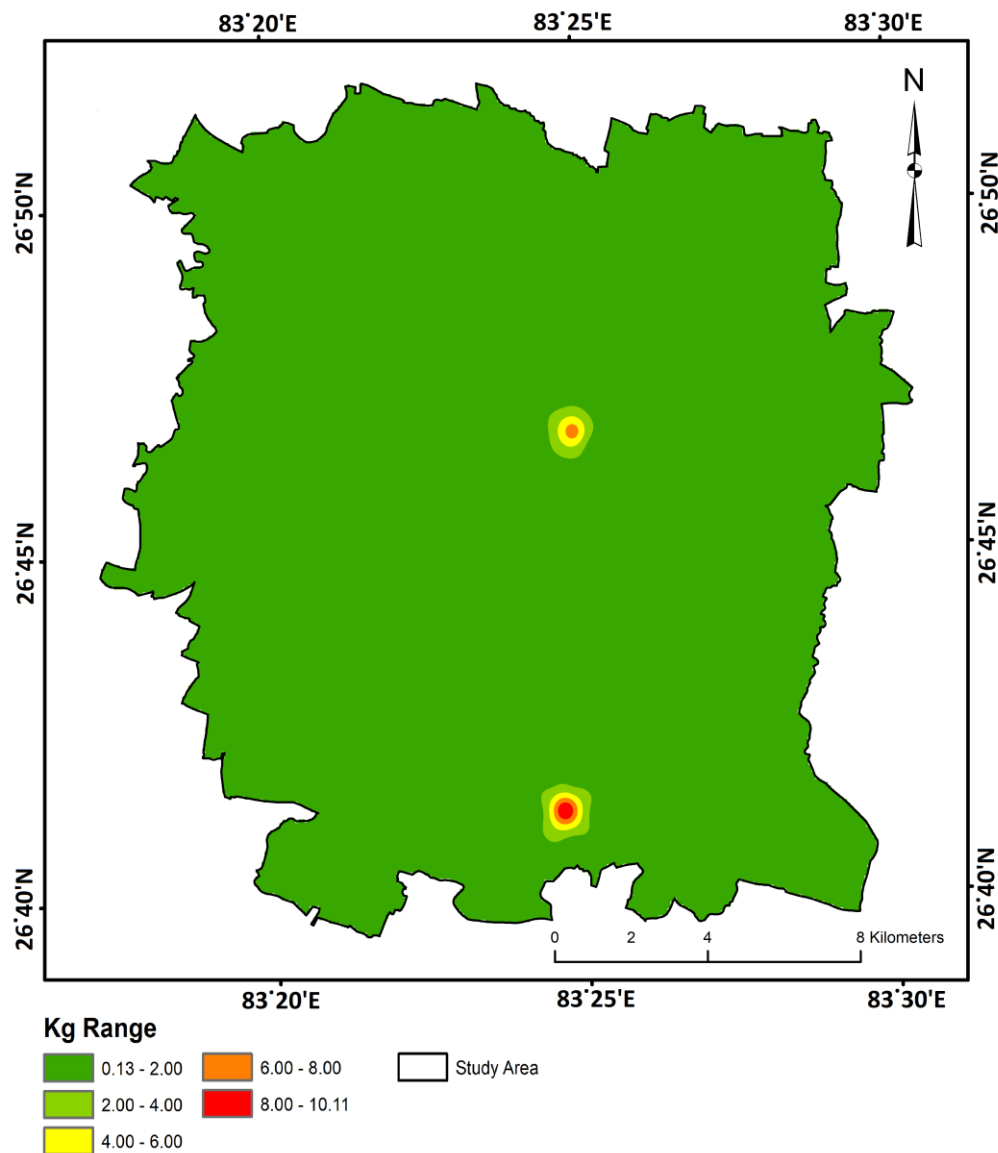 83°20'E 83°25'E 83°30'E
N
26°50'N 26°50'N
26°45'N 26°45'N
26°40'N 26°40'N
0 2 4 8 Kilometers
83°20'E 83°25'E 83°30'E
Kg Range
0.13 - 2.00 6.00 - 8.00 Study Area
2.00 - 4.00 8.00 - 10.11
4.00 - 6.00